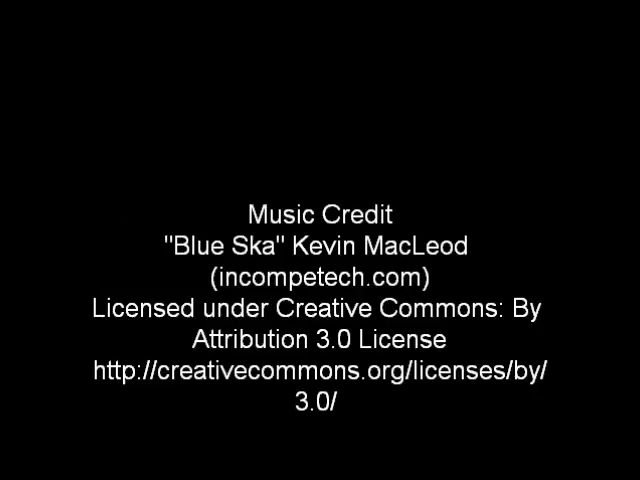 Music Credit
"Blue Ska" Kevin MacLeod
(incompetech.com)
Licensed under Creative Commons: By
Attribution 3.0 License
http://creativecommons.org/licenses/by/
3.0/